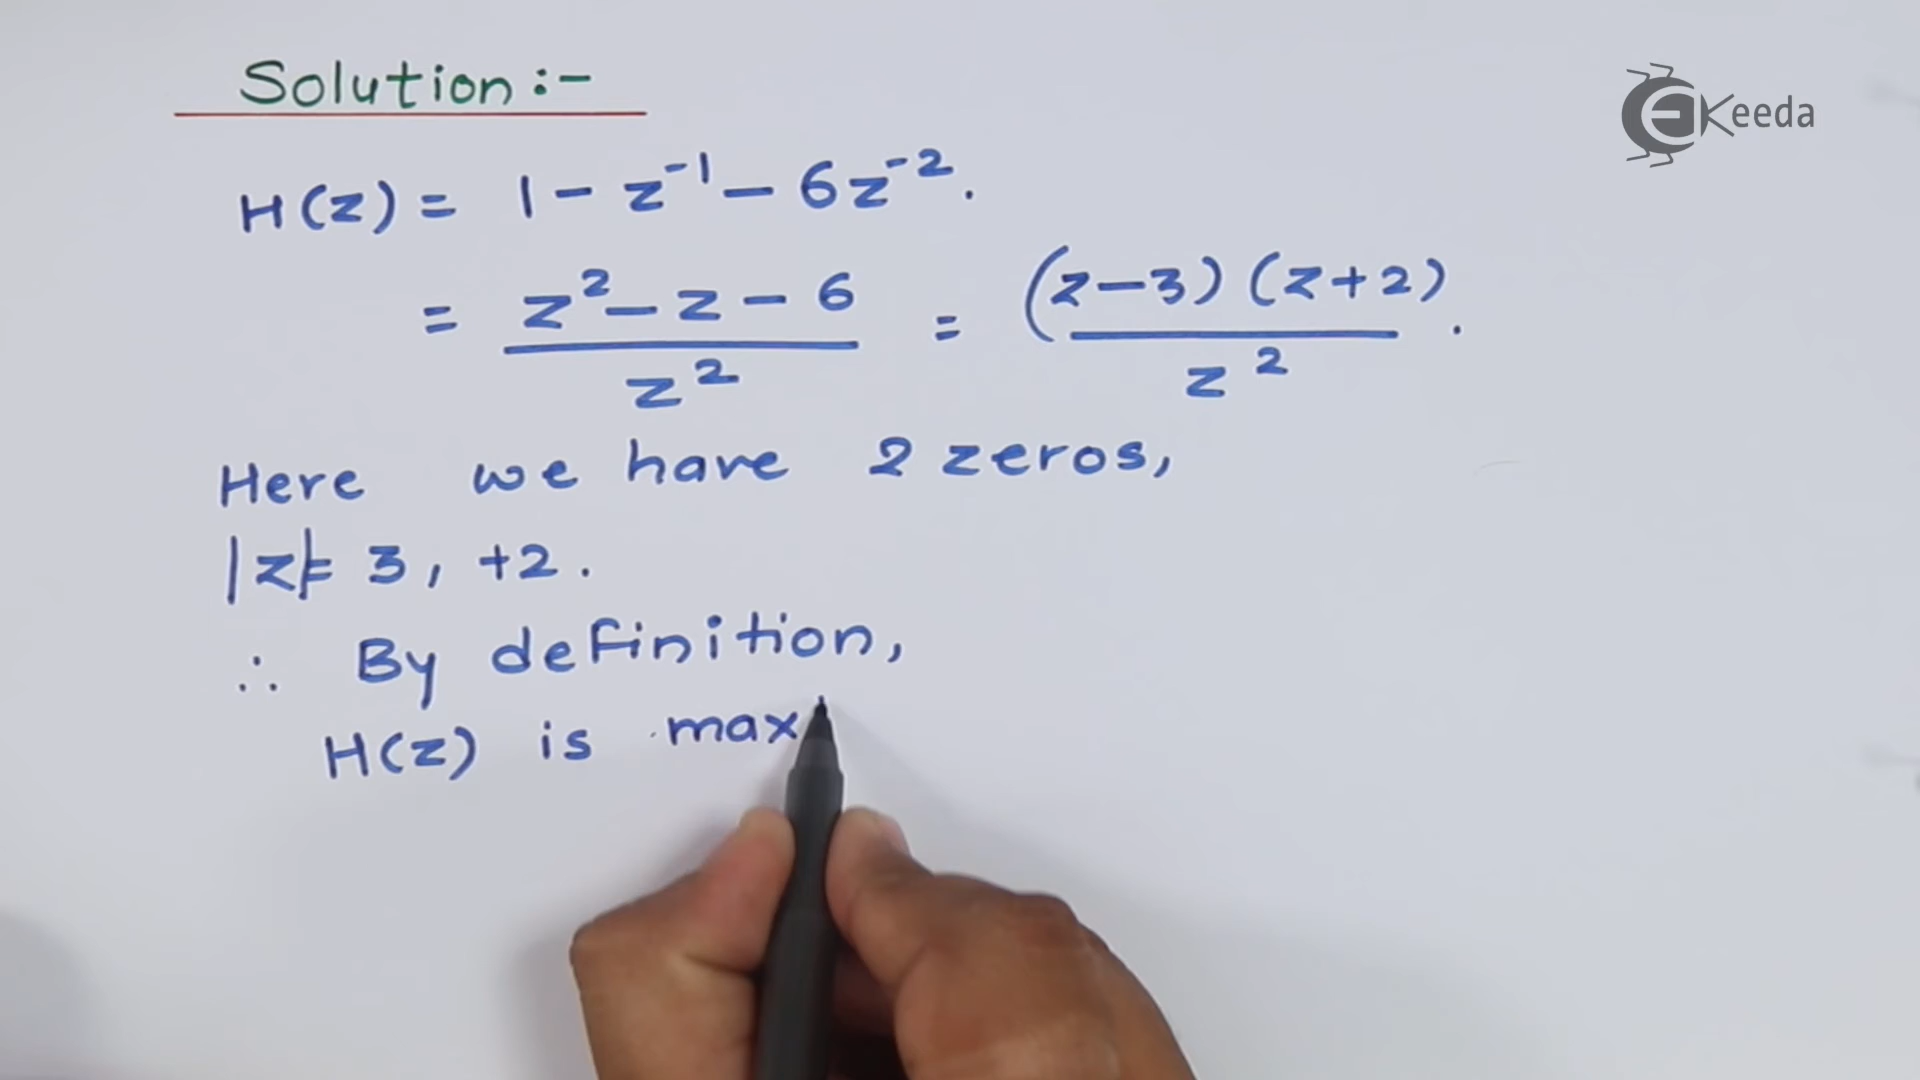 Solution :-
EKeeda
H(z) = 1 - z⁻¹ - 6z⁻².
= z² - z - 6 / z² = (z-3)(z+2) / z² .
Here we have 2 zeros,
|z|= 3, +2.
∴ By definition,
H(z) is max